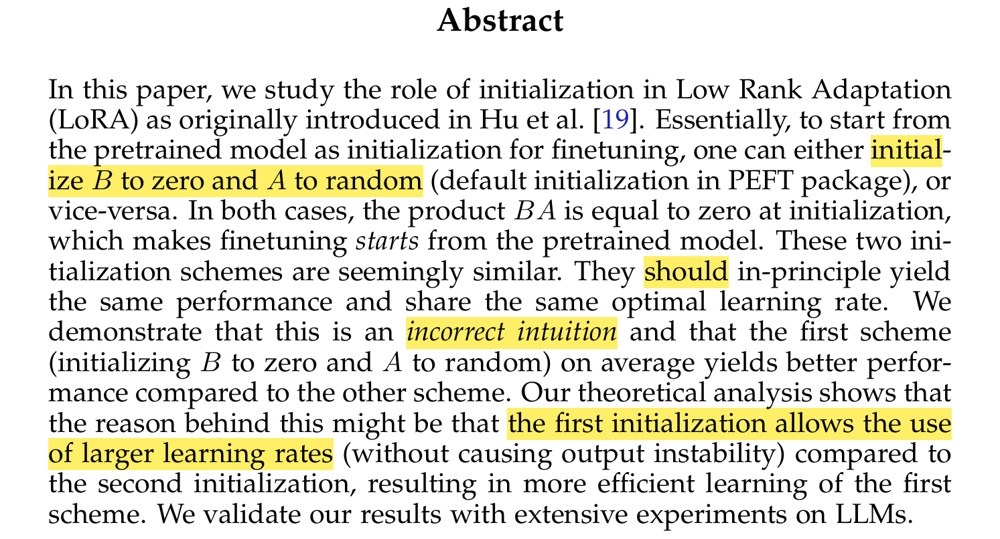 Abstract
In this paper, we study the role of initialization in Low Rank Adaptation
(LoRA) as originally introduced in Hu et al. [19]. Essentially, to start from
the pretrained model as initialization for finetuning, one can either initial-
ize B to zero and A to random (default initialization in PEFT package), or
vice-versa. In both cases, the product BA is equal to zero at initialization,
which makes finetuning starts from the pretrained model. These two ini-
tialization schemes are seemingly similar. They should in-principle yield
the same performance and share the same optimal learning rate. We
demonstrate that this is an incorrect intuition and that the first scheme
(initializing B to zero and A to random) on average yields better perfor-
mance compared to the other scheme. Our theoretical analysis shows that
the reason behind this might be that the first initialization allows the use
of larger learning rates (without causing output instability) compared to
the second initialization, resulting in more efficient learning of the first
scheme. We validate our results with extensive experiments on LLMs.